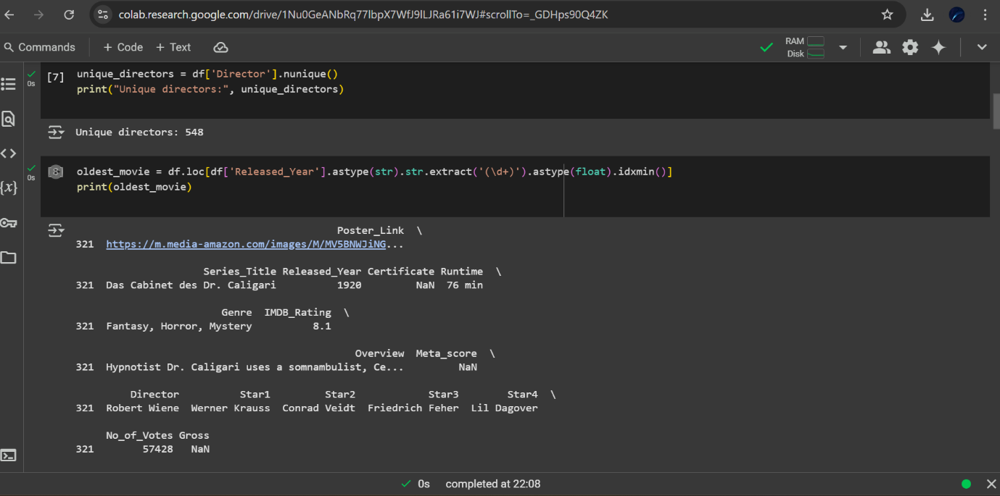 colab.research.google.com/drive/1Nu0GeANbRq77lbpX7WfJ9lLJRa61i7WJ#scrollTo=_GDHps90Q4ZK
Commands + Code + Text RAM
Disk
0s [7] unique_directors = df['Director'].nunique()
print("Unique directors:", unique_directors)
Unique directors: 548
0s [8] oldest_movie = df.loc[df['Released_Year'].astype(str).str.extract('(\d+)').astype(float).idxmin()]
print(oldest_movie)
Poster_Link \
321 https://m.media-amazon.com/images/M/MV5BNWJiNG...
Series_Title Released_Year Certificate Runtime \
321 Das Cabinet des Dr. Caligari 1920 NaN 76 min
Genre IMDB_Rating \
321 Fantasy, Horror, Mystery 8.1
Overview Meta_score \
321 Hypnotist Dr. Caligari uses a somnambulist, Ce... NaN
Director Star1 Star2 Star3 Star4 \
321 Robert Wiene Werner Krauss Conrad Veidt Friedrich Feher Lil Dagover
No_of_Votes Gross
321 57428 NaN
0s completed at 22:08